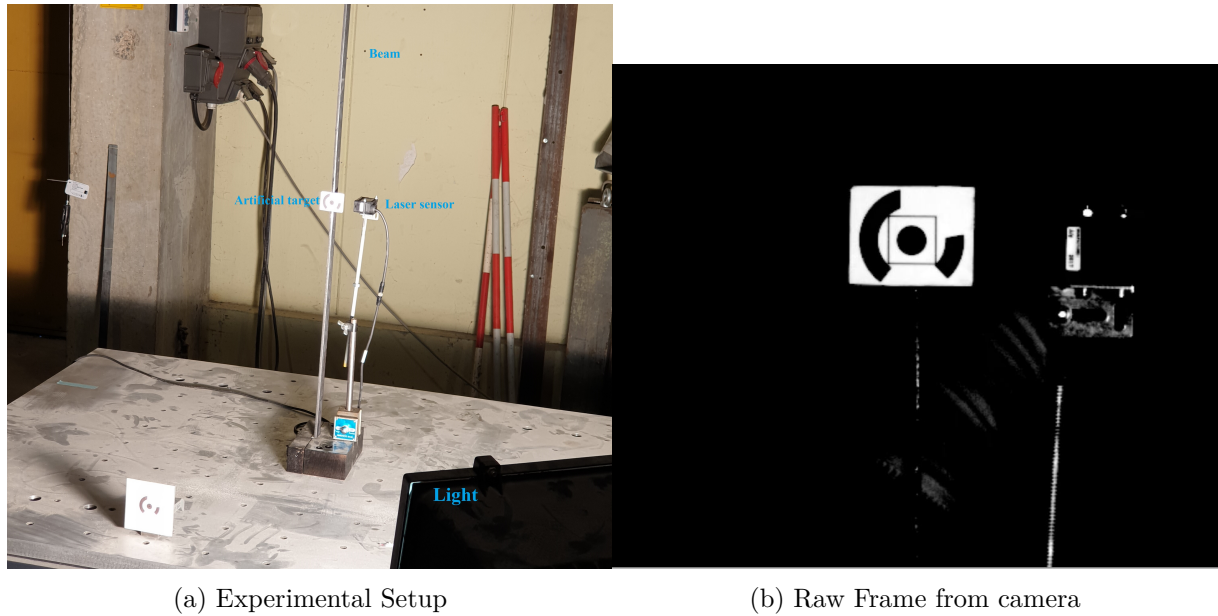 Beam
Artificial target
Laser sensor
Light
(a) Experimental Setup
(b) Raw Frame from camera